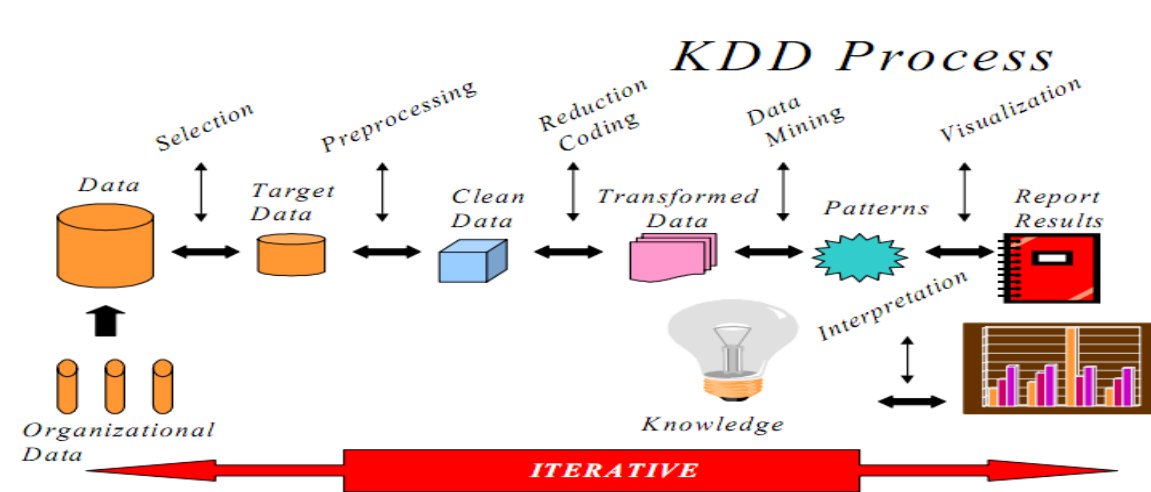 KDD Process
Selection
Preprocessing
Reduction
Coding
Data
Mining
Visualization
Data
Target
Data
Clean
Data
Transformed
Data
Patterns
Report
Results
Interpretation
Organizational
Data
Knowledge
ITERATIVE